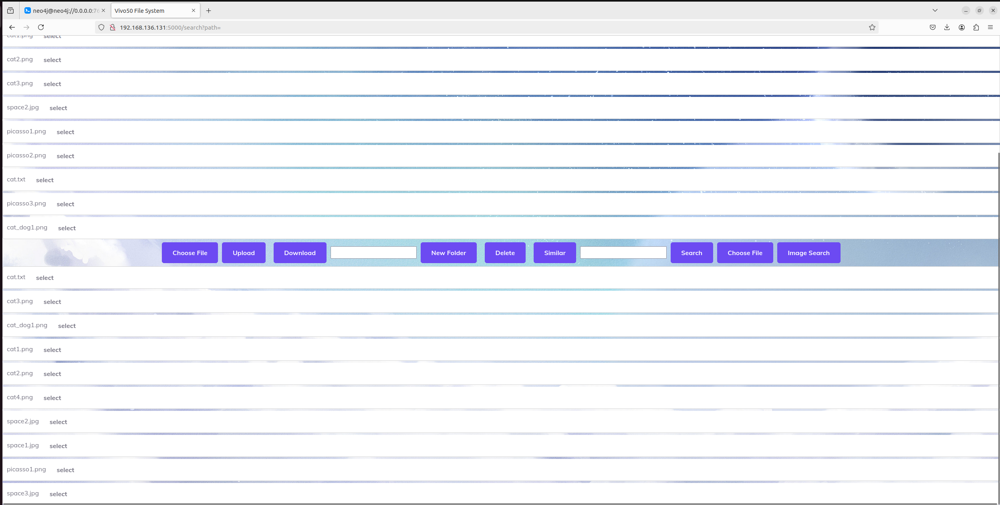 neo4j@neo4j://0.0.0.0:76
Vivo50 File System
192.168.136.131:5000/search?path=
cat1.png select
cat2.png select
cat3.png select
space2.jpg select
picasso1.png select
picasso2.png select
cat.txt select
picasso3.png select
cat_dog1.png select
Choose File Upload Download New Folder Delete Similar Search Choose File Image Search
cat.txt select
cat3.png select
cat_dog1.png select
cat1.png select
cat2.png select
cat4.png select
space2.jpg select
space1.jpg select
picasso1.png select
space3.jpg select